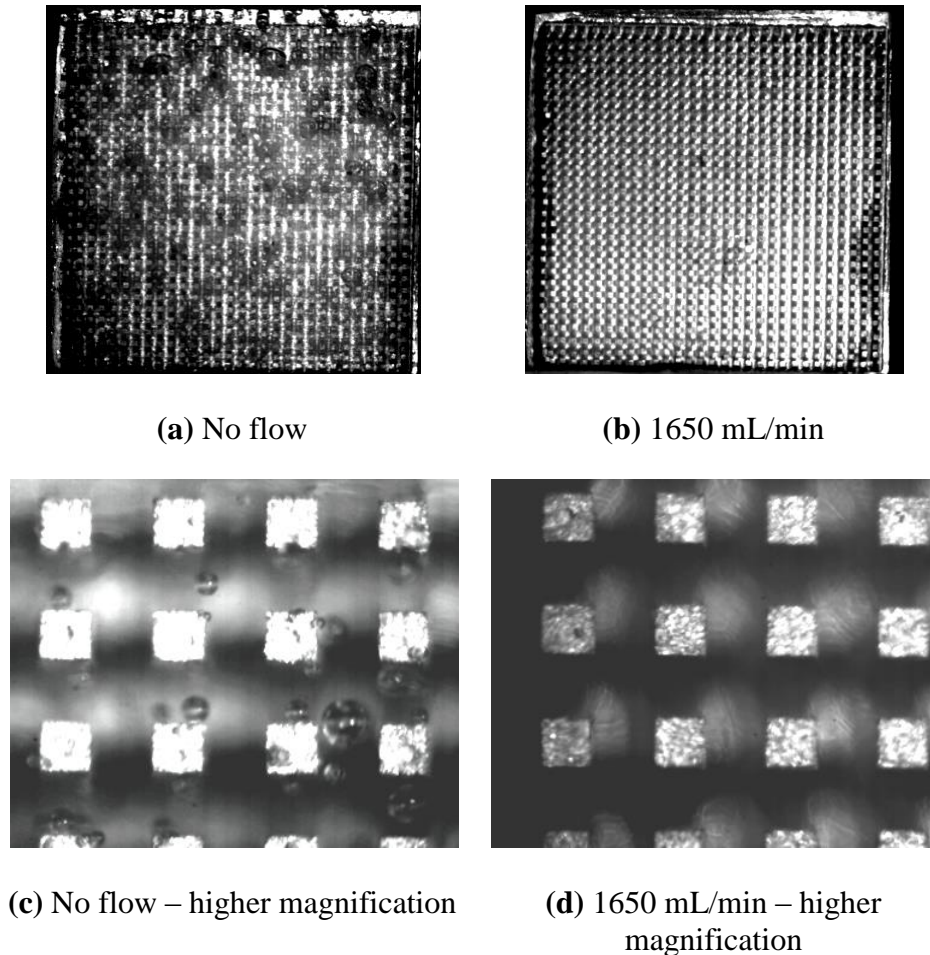 (a) No flow
(b) 1650 mL/min
(c) No flow – higher magnification
(d) 1650 mL/min – higher
magnification